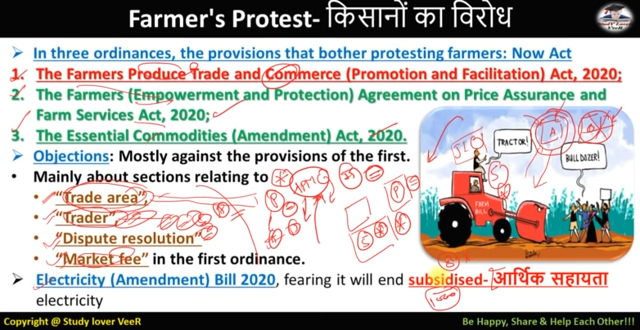 Farmer's Protest- किसानों का विरोध
In three ordinances, the provisions that bother protesting farmers: Now Act
1. The Farmers Produce Trade and Commerce (Promotion and Facilitation) Act, 2020;
2. The Farmers (Empowerment and Protection) Agreement on Price Assurance and
Farm Services Act, 2020;
3. The Essential Commodities (Amendment) Act, 2020.
Objections: Mostly against the provisions of the first.
Mainly about sections relating to
APMC
"Trade area",
"Trader"
"Dispute resolution"
"Market fee" in the first ordinance.
TRACTOR!
BULLDOZER!
FARM
BILL
Electricity (Amendment) Bill 2020, fearing it will end subsidised- आर्थिक सहायता
electricity
Copyright @ Study lover VeeR
Be Happy, Share & Help Each Other!!!